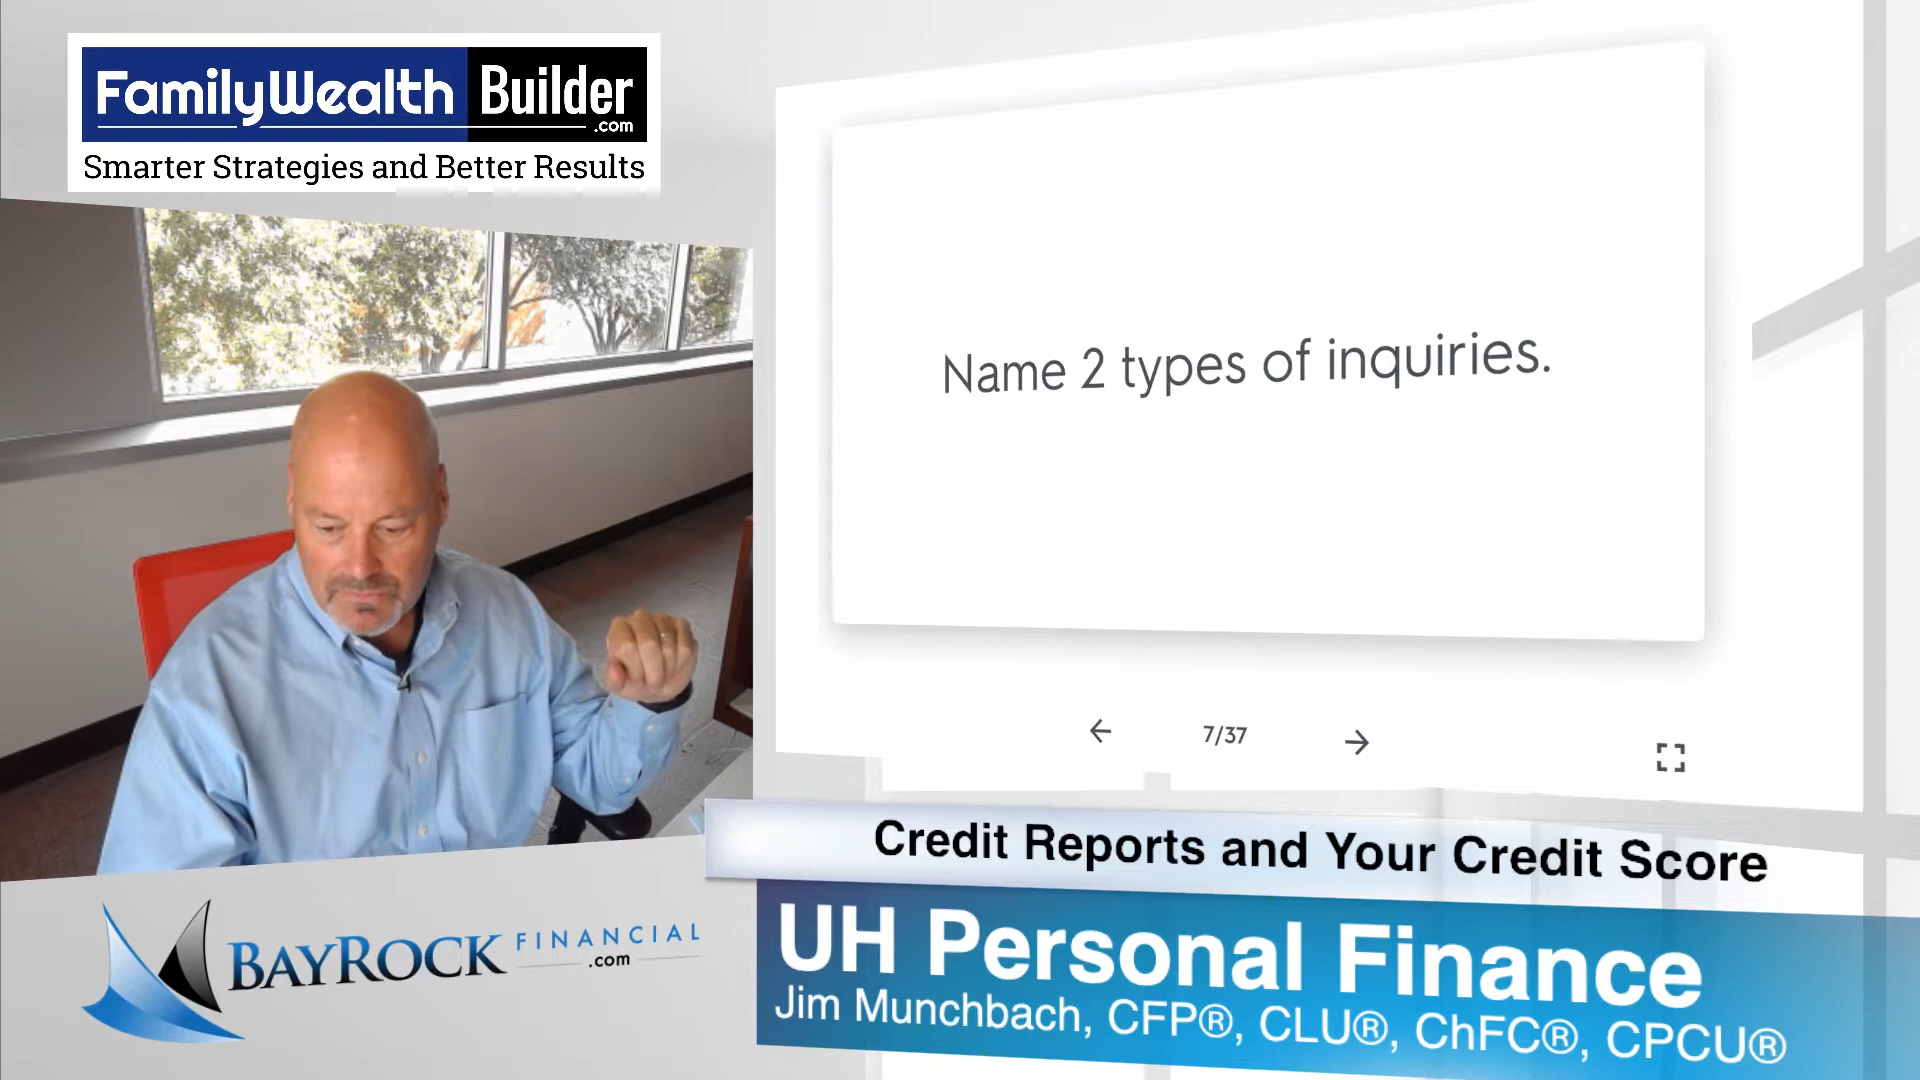 FamilyWealth Builder
.com
Smarter Strategies and Better Results
Name 2 types of inquiries.
7/37
Credit Reports and Your Credit Score
UH Personal Finance
Jim Munchbach, CFP®, CLU®, ChFC®, CPCU®
BAYROCK FINANCIAL
.com